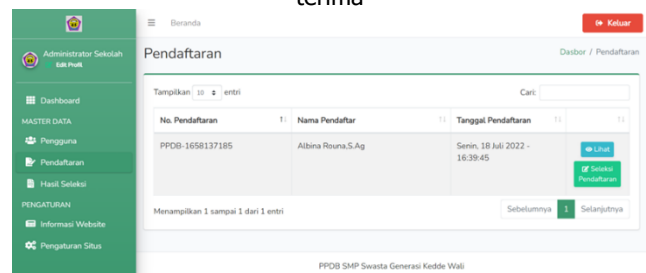 terima
Beranda
Keluar
Administrator Sekolah
Edit Profil
Pendaftaran
Dasbor / Pendaftaran
Dashboard
MASTER DATA
Pengguna
Pendaftaran
Hasil Seleksi
PENGATURAN
Informasi Website
Pengaturan Situs
Tampilkan 10 entri
Cari:
No. Pendaftaran Nama Pendaftar Tanggal Pendaftaran
PPDB-1658137185 Albina Rouna,S.Ag Senin, 18 Juli 2022 -
16:39:45
Lihat
Seleksi
Pendaftaran
Menampilkan 1 sampai 1 dari 1 entri
Sebelumnya 1 Selanjutnya
PPDB SMP Swasta Generasi Kedde Wali